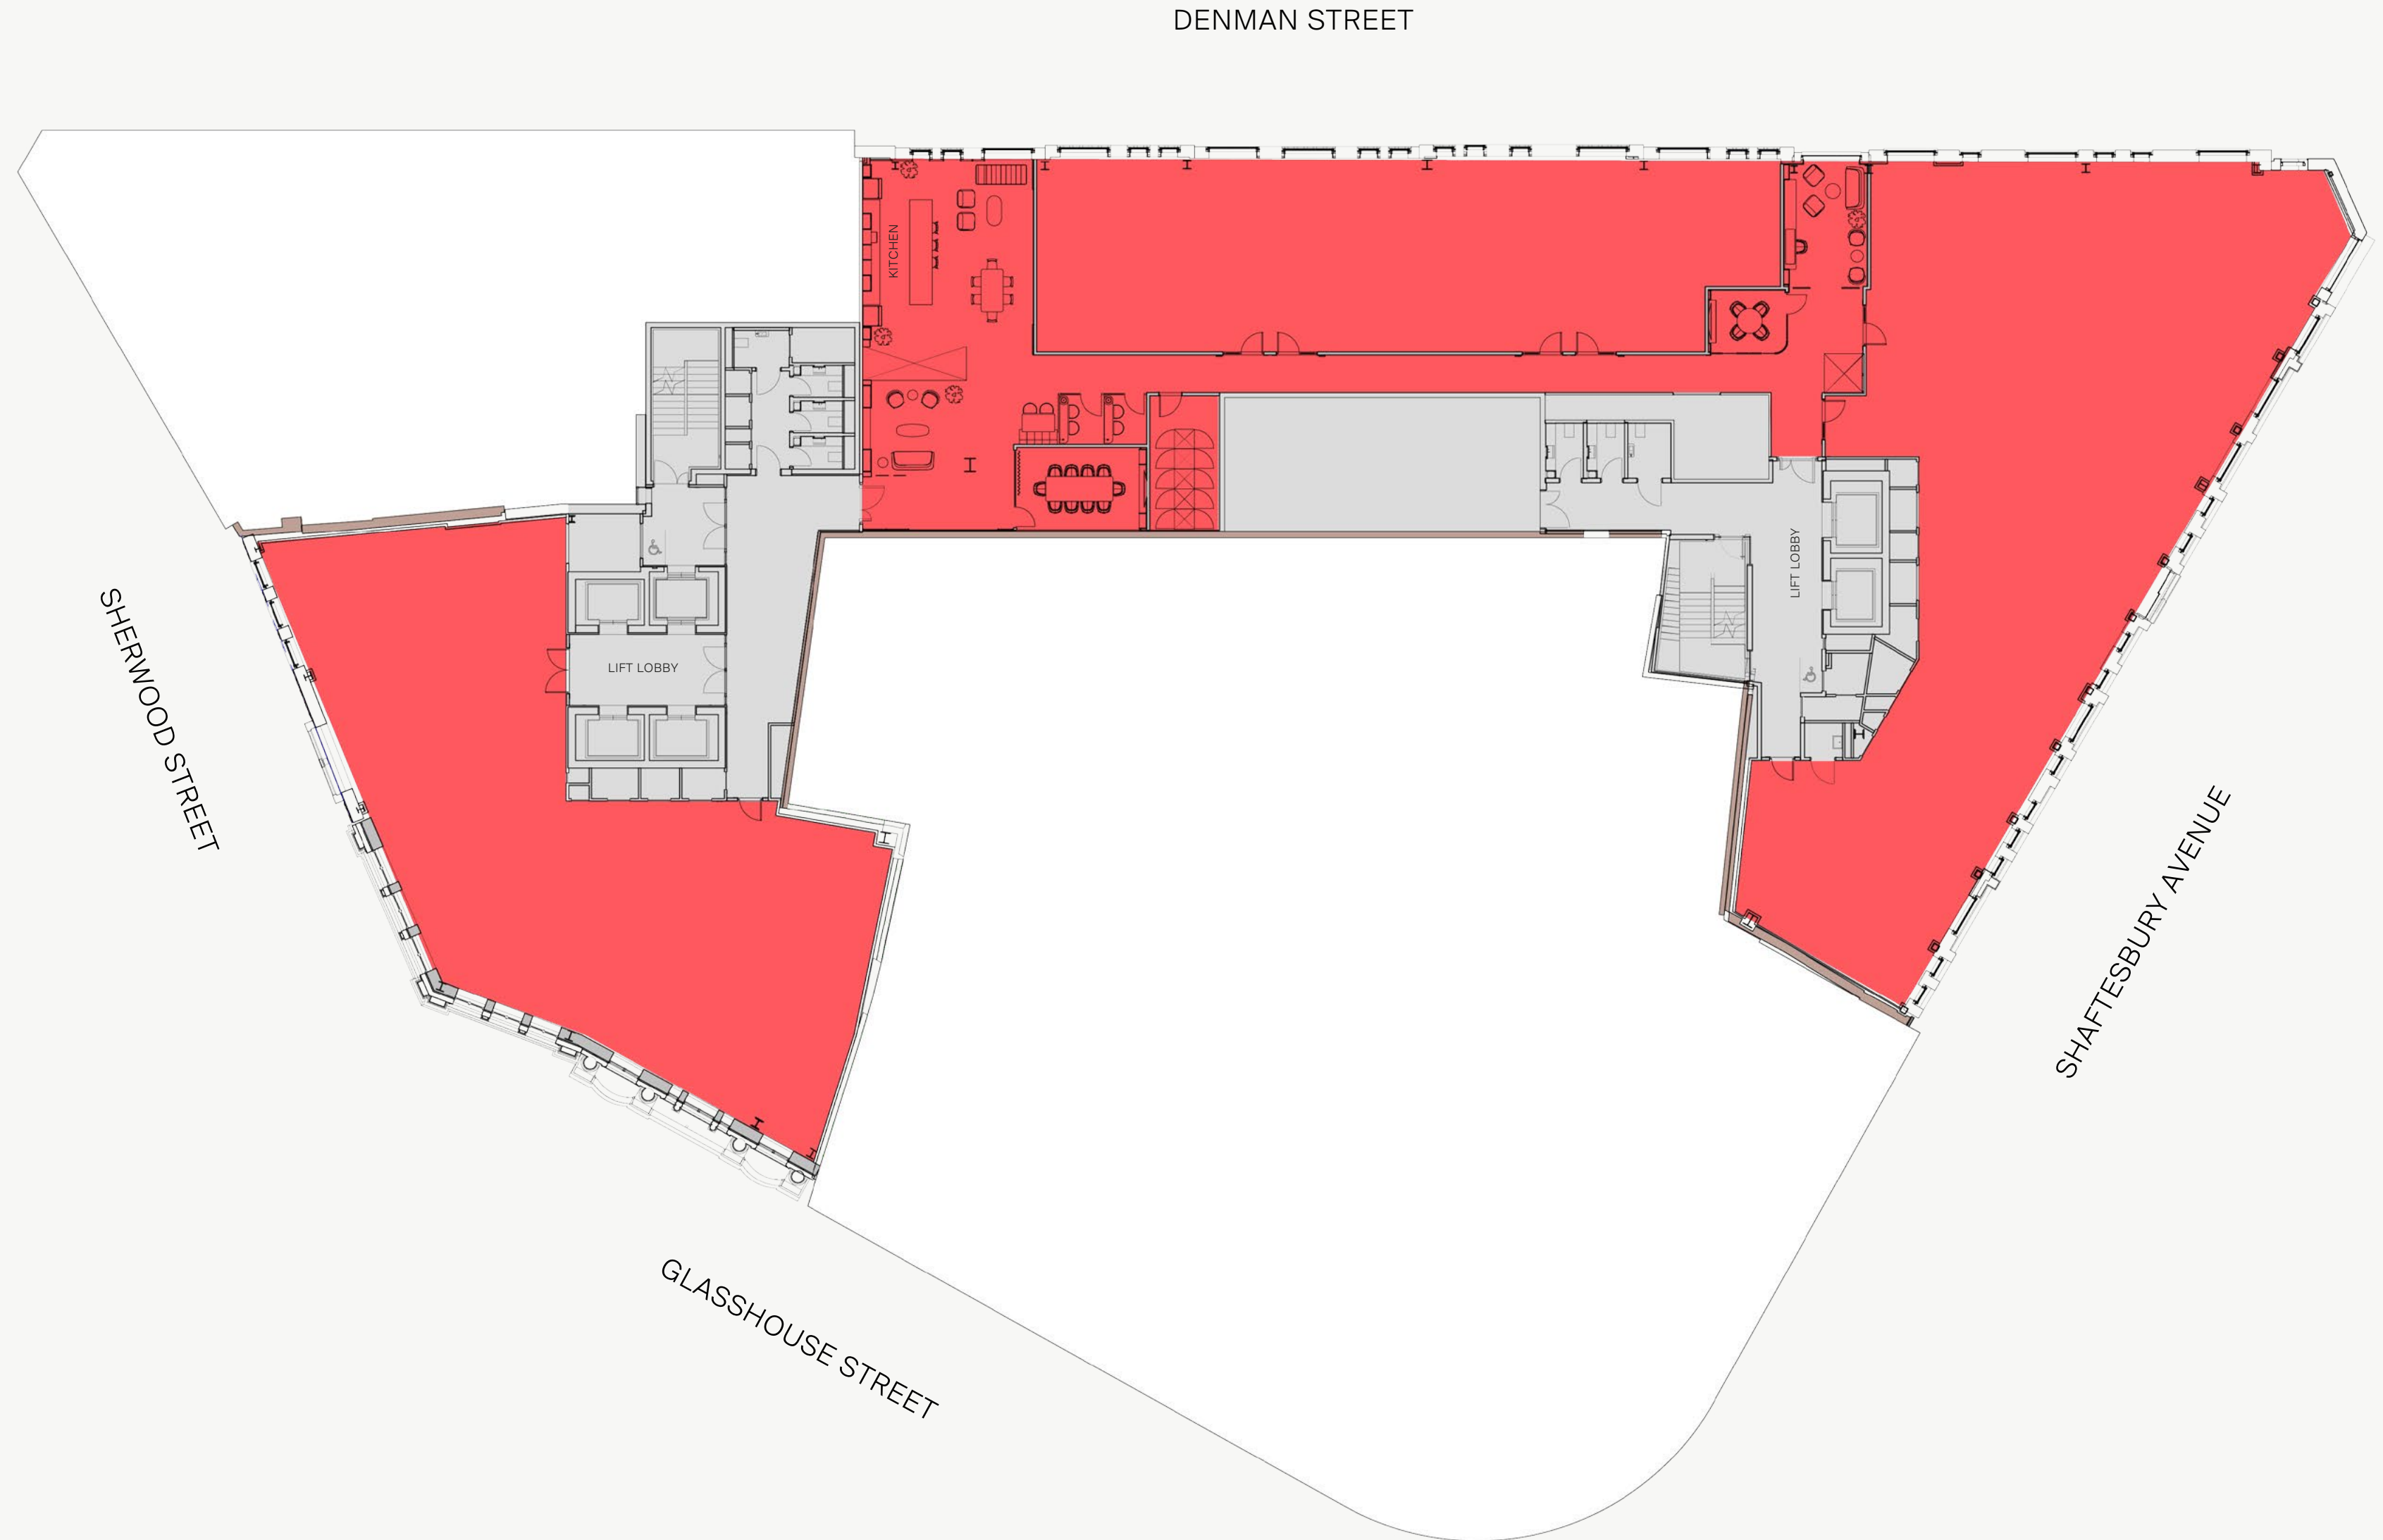 DENMAN STREET
KITCHEN
LIFT LOBBY
LIFT LOBBY
SHERWOOD STREET
SHAFTESBURY AVENUE
GLASSHOUSE STREET